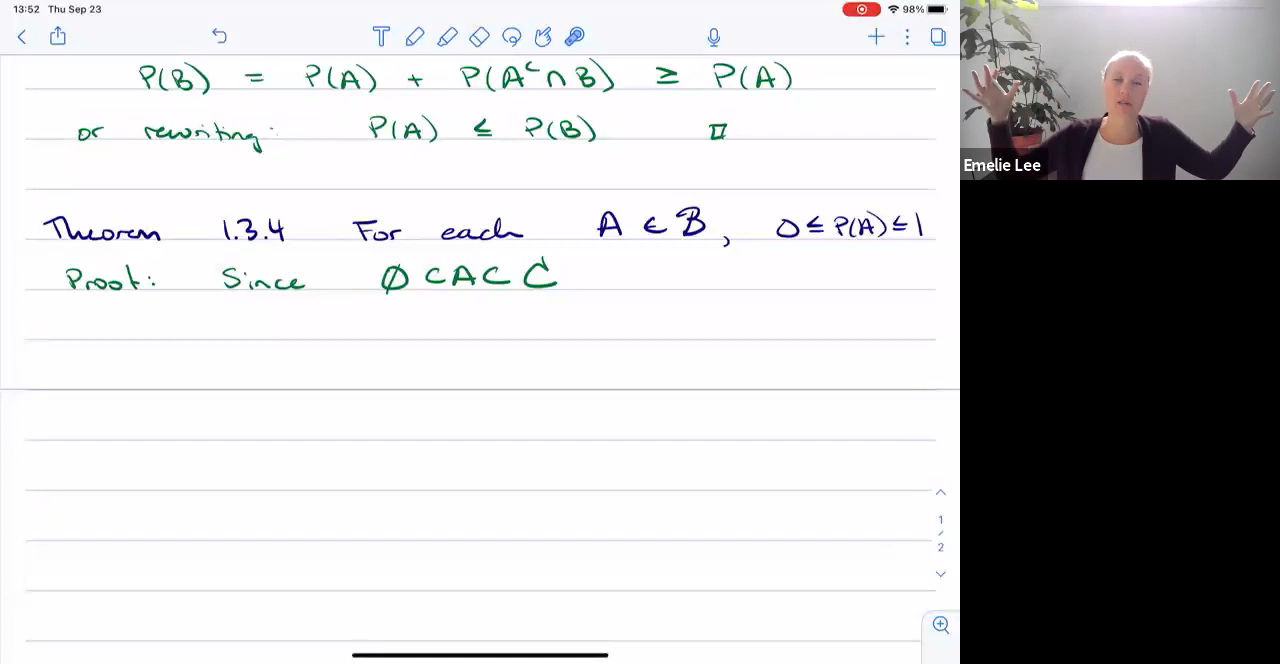 13:52 Thu Sep 23
98%
P(B) = P(A) + P(Aᶜ ∩ B) ≥ P(A)
or rewriting: P(A) ≤ P(B) □
Theorem 1.3.4 For each A ∈ B, 0 ≤ P(A) ≤ 1
Proof: Since ∅ ⊂ A ⊂ C
1
2
Emelie Lee